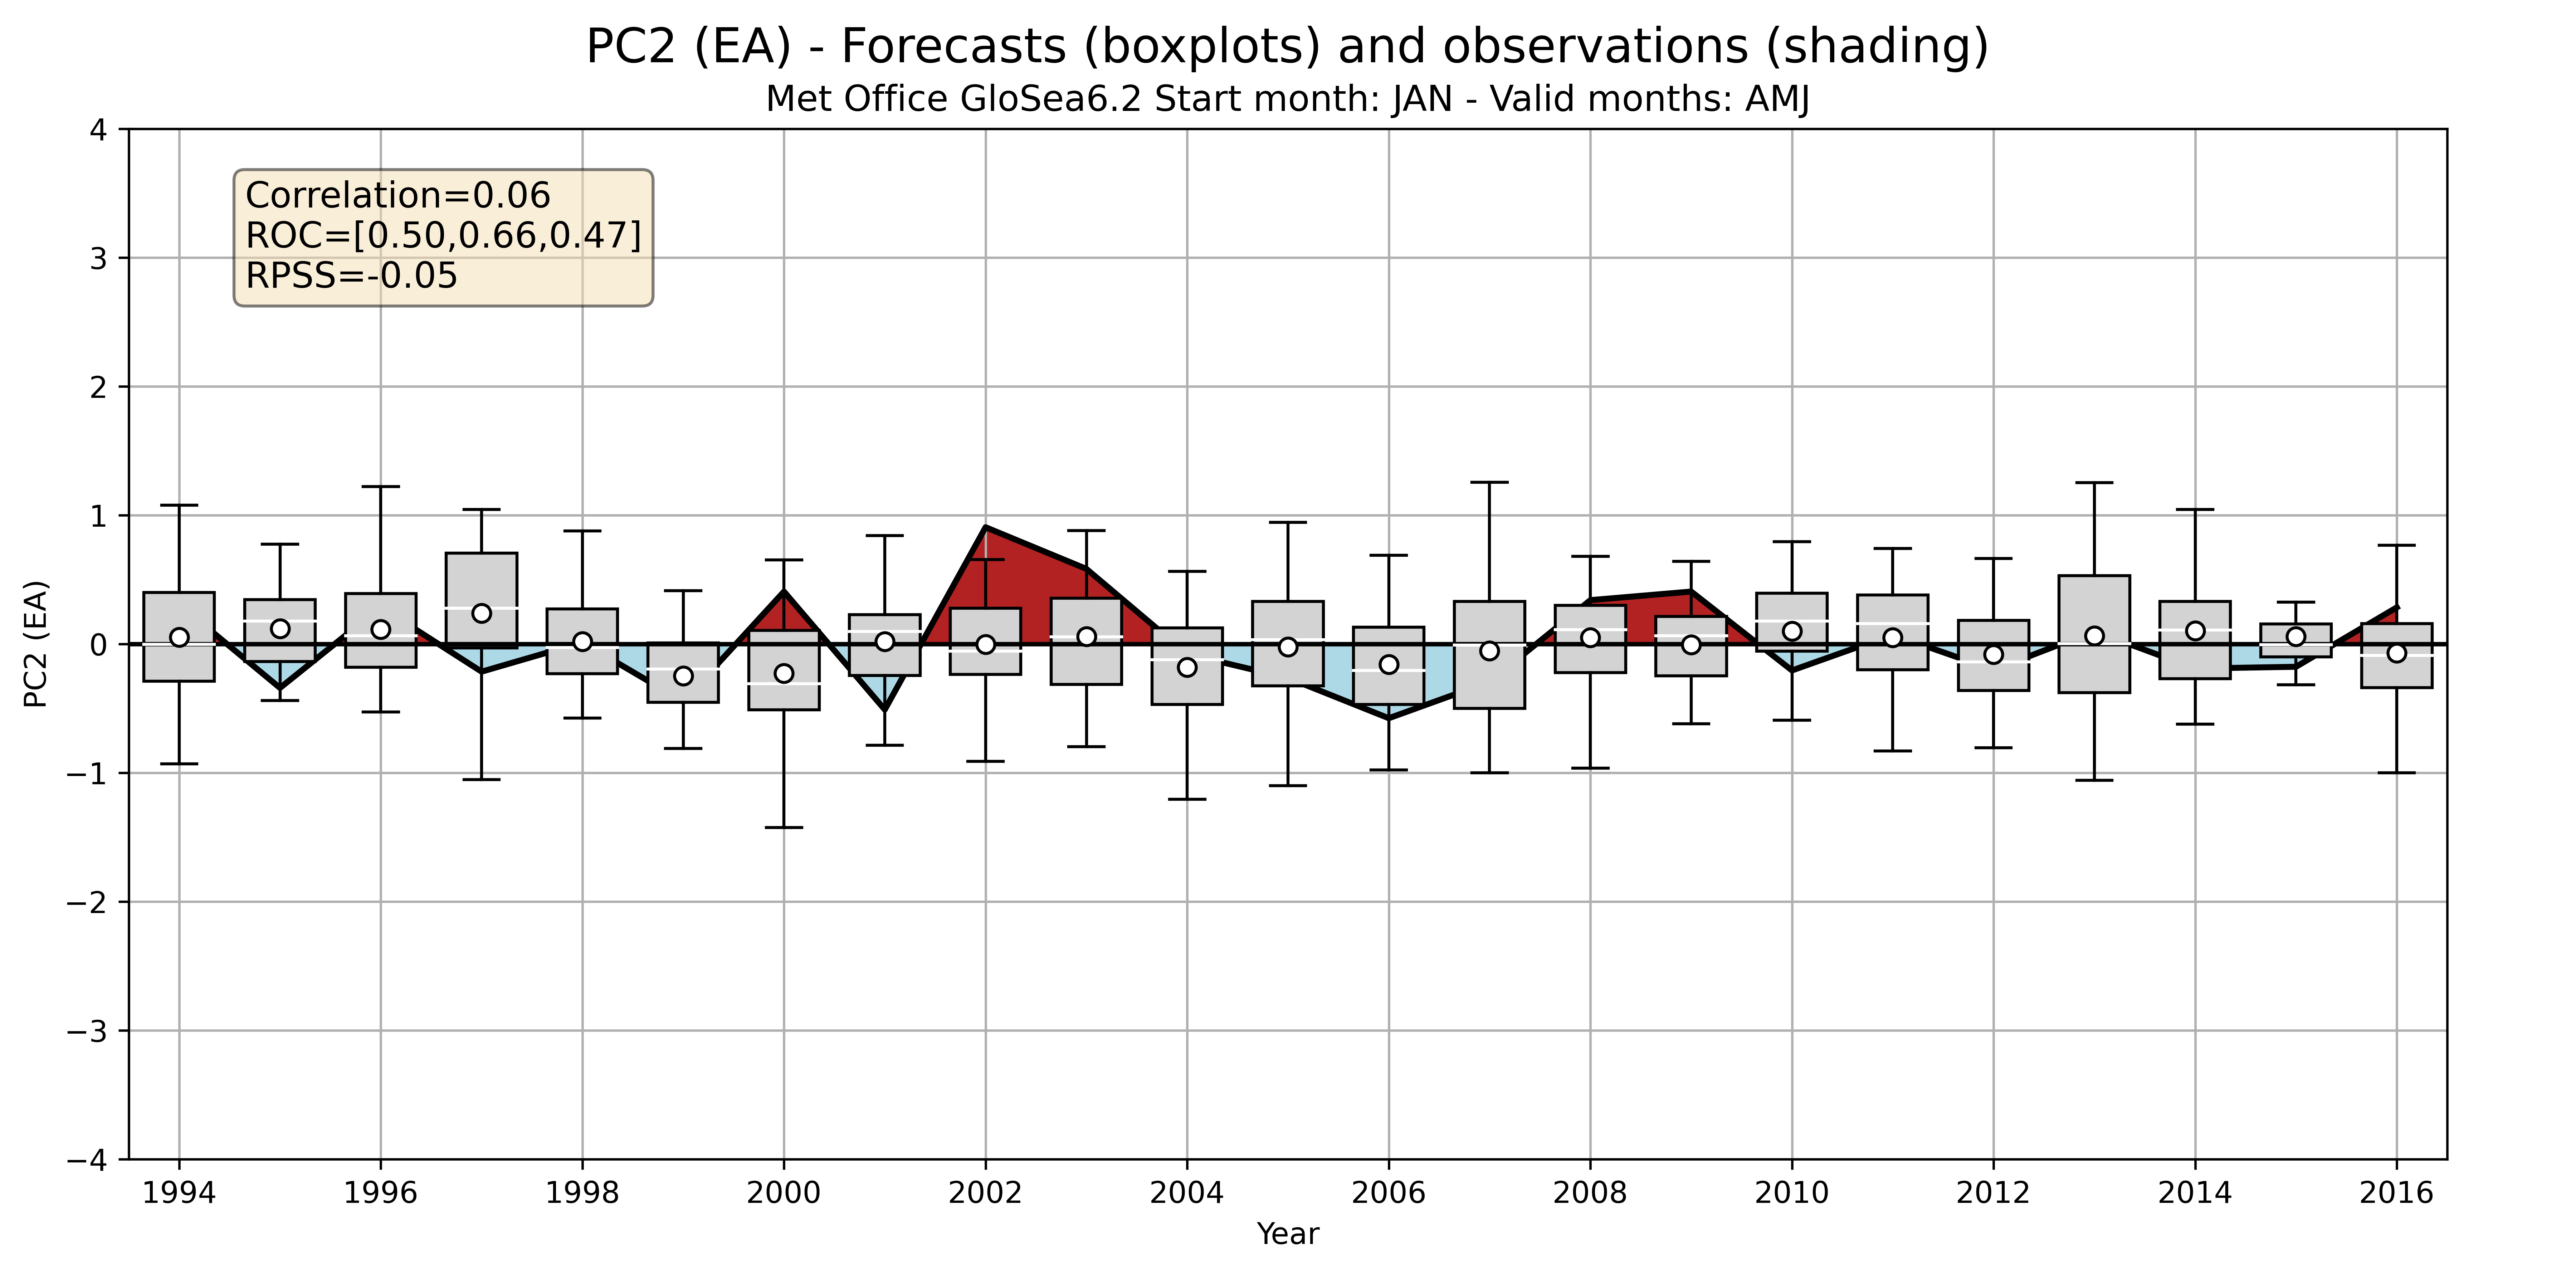 PC2 (EA) - Forecasts (boxplots) and observations (shading)
Met Office GloSea6.2 Start month: JAN - Valid months: AMJ
Correlation=0.06
ROC=[0.50,0.66,0.47]
RPSS=-0.05
PC2 (EA)
4
3
2
1
0
−1
−2
−3
−4
1994 1996 1998 2000 2002 2004 2006 2008 2010 2012 2014 2016
Year